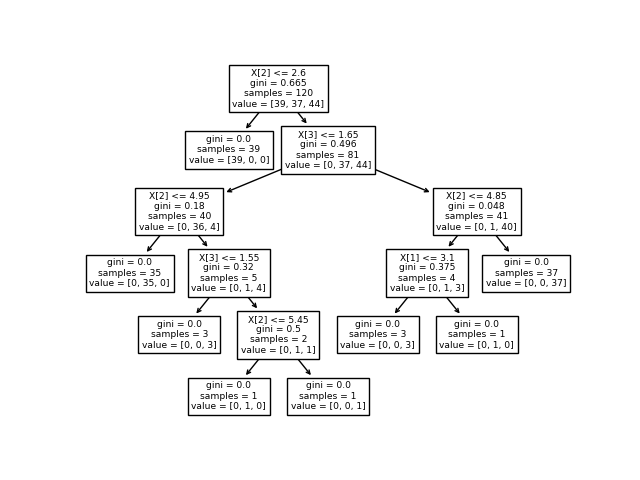 X[2] <= 2.6
gini = 0.665
samples = 120
value = [39, 37, 44]
gini = 0.0
samples = 39
value = [39, 0, 0]
X[3] <= 1.65
gini = 0.496
samples = 81
value = [0, 37, 44]
X[2] <= 4.95
gini = 0.18
samples = 40
value = [0, 36, 4]
X[2] <= 4.85
gini = 0.048
samples = 41
value = [0, 1, 40]
gini = 0.0
samples = 35
value = [0, 35, 0]
X[3] <= 1.55
gini = 0.32
samples = 5
value = [0, 1, 4]
X[1] <= 3.1
gini = 0.375
samples = 4
value = [0, 1, 3]
gini = 0.0
samples = 37
value = [0, 0, 37]
gini = 0.0
samples = 3
value = [0, 0, 3]
X[2] <= 5.45
gini = 0.5
samples = 2
value = [0, 1, 1]
gini = 0.0
samples = 3
value = [0, 0, 3]
gini = 0.0
samples = 1
value = [0, 1, 0]
gini = 0.0
samples = 1
value = [0, 1, 0]
gini = 0.0
samples = 1
value = [0, 0, 1]